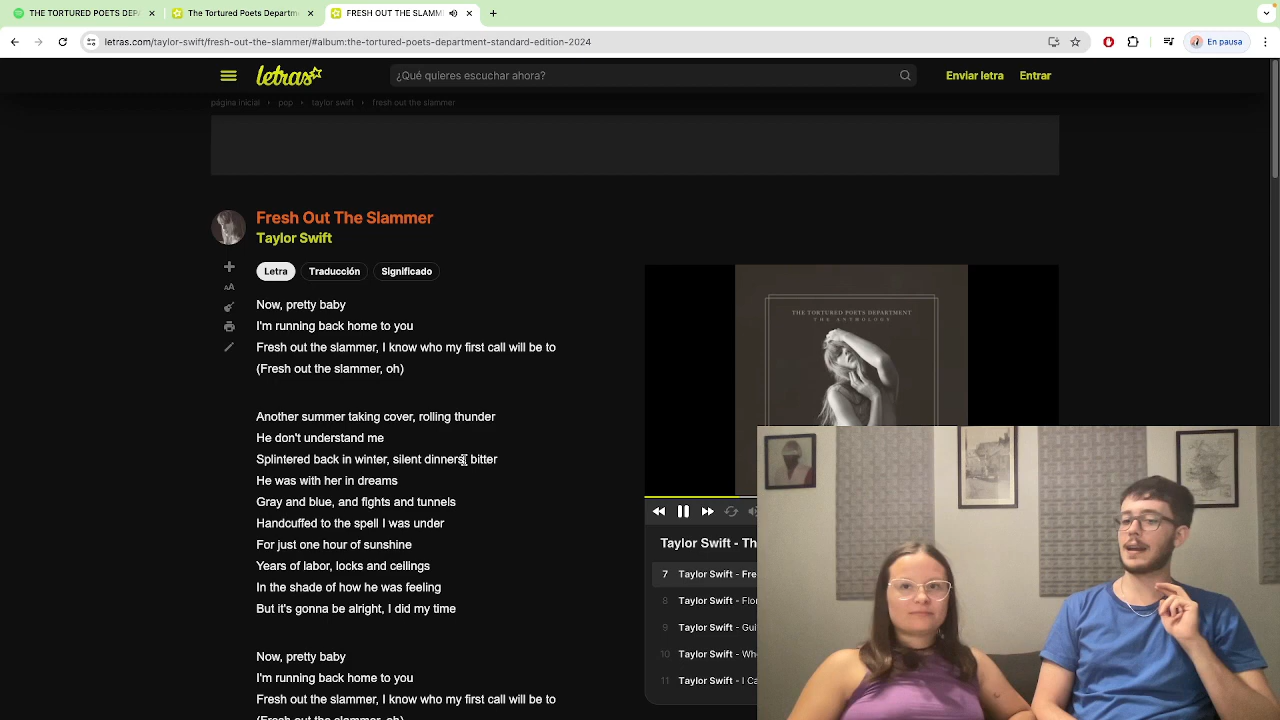 THE TORTURED POETS DEPA
The Tortured Poets Departm
FRESH OUT THE SLAMM
letras.com/taylor-swift/fresh-out-the-slammer/#album:the-tortured-poets-department-standard-edition-2024
En pausa
letras
¿Qué quieres escuchar ahora?
Enviar letra
Entrar
página inicial › pop › taylor swift › fresh out the slammer
Fresh Out The Slammer
Taylor Swift
Letra
Traducción
Significado
AA
Now, pretty baby
I'm running back home to you
Fresh out the slammer, I know who my first call will be to
(Fresh out the slammer, oh)
Another summer taking cover, rolling thunder
He don't understand me
Splintered back in winter, silent dinners, bitter
He was with her in dreams
Gray and blue, and fights and tunnels
Handcuffed to the spell I was under
For just one hour of sunshine
Years of labor, locks and ceilings
In the shade of how he was feeling
But it's gonna be alright, I did my time
Now, pretty baby
I'm running back home to you
Fresh out the slammer, I know who my first call will be to
(Fresh out the slammer, oh)
THE TORTURED POETS DEPARTMENT
THE ANTHOLOGY
Taylor Swift - Th
7 Taylor Swift - Fre
8 Taylor Swift - Flor
9 Taylor Swift - Gui
10 Taylor Swift - Who
11 Taylor Swift - I Ca